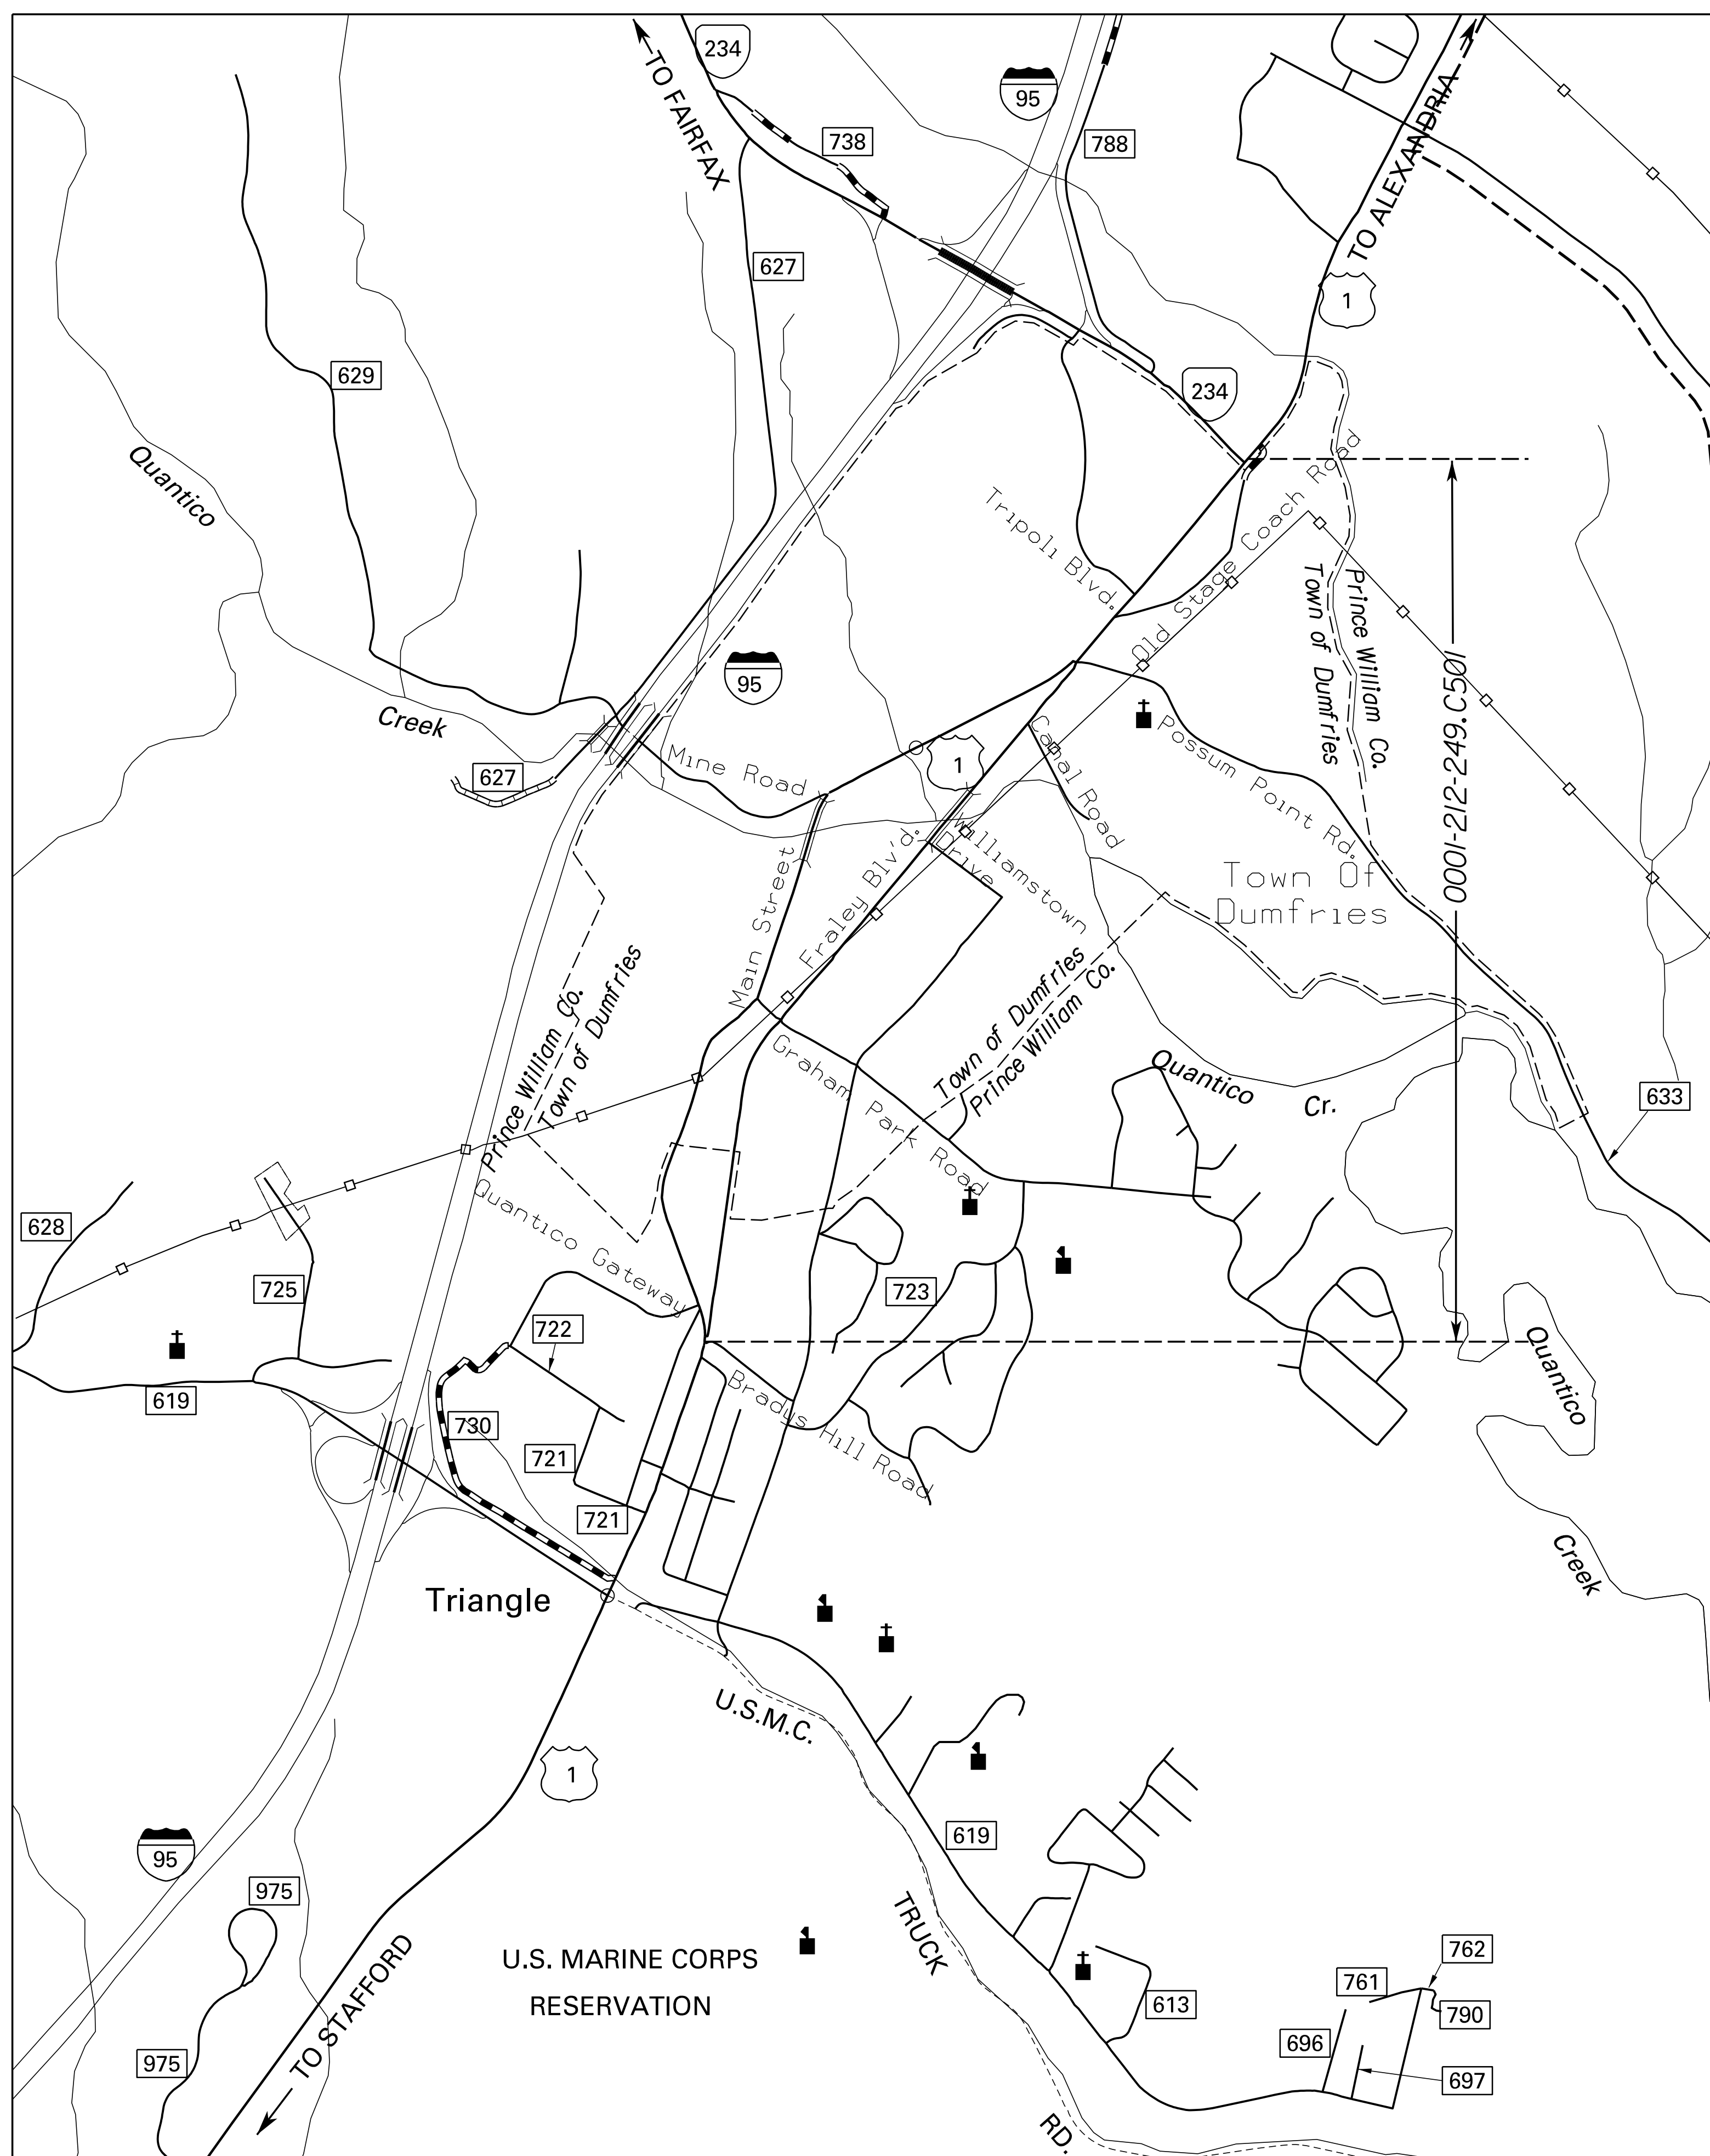 234
TO FAIRFAX
95
738
788
TO ALEXANDRIA
627
1
629
234
Quantico
Tripoli Blvd.
Old Stage Coach Road
Prince William Co.
Town of Dumfries
0001-212-249.C501
95
Creek
Mine Road
1
Canal Road
Possum Point Rd.
627
Main Street
Fraley Blv'd.
Williamstown
Drive
Town Of
Dumfries
Prince William Co.
Town of Dumfries
Town of Dumfries
Prince William Co.
Graham Park Road
Quantico
Cr.
633
628
Quantico Gateway
725
723
722
Quantico
619
730
Bradys Hill Road
721
721
Creek
Triangle
U.S.M.C.
1
619
95
975
TRUCK
TO STAFFORD
U.S. MARINE CORPS
RESERVATION
762
761
613
790
696
975
697
RD.